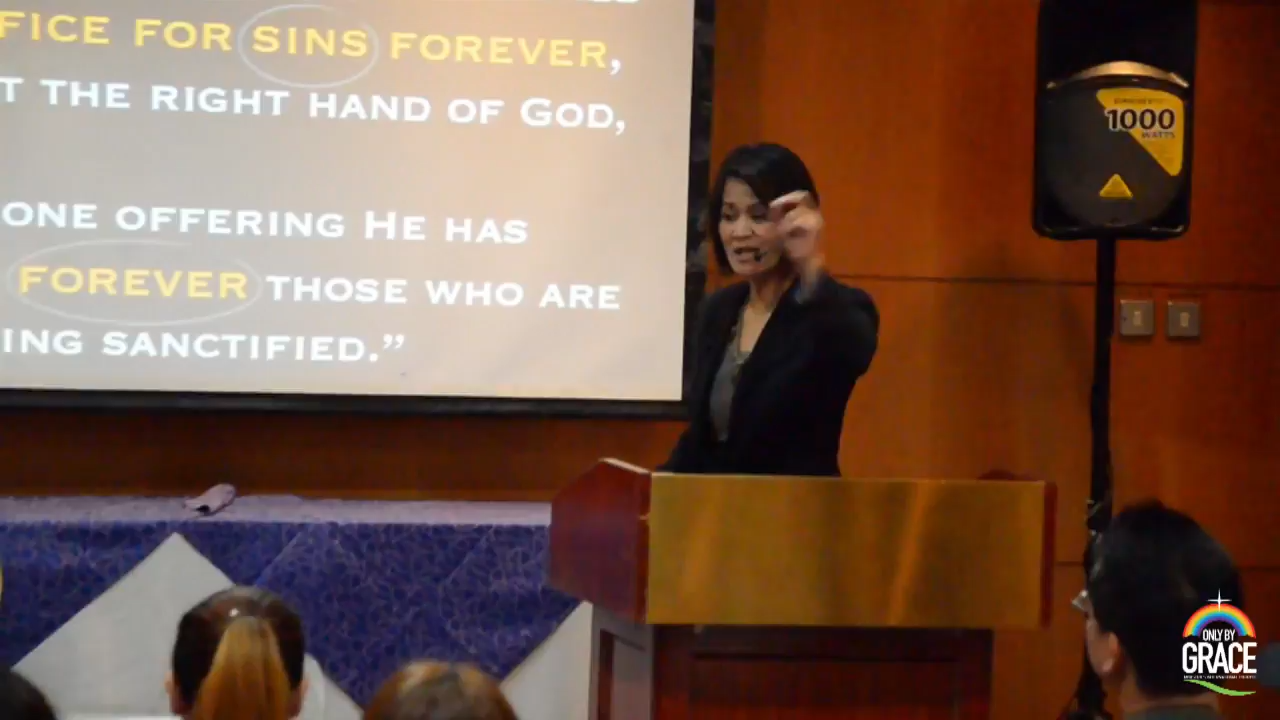 FICE FOR SINS FOREVER,
T THE RIGHT HAND OF GOD,
ONE OFFERING HE HAS
FOREVER THOSE WHO ARE
ING SANCTIFIED.”
1000
WATTS
ONLY BY
GRACE